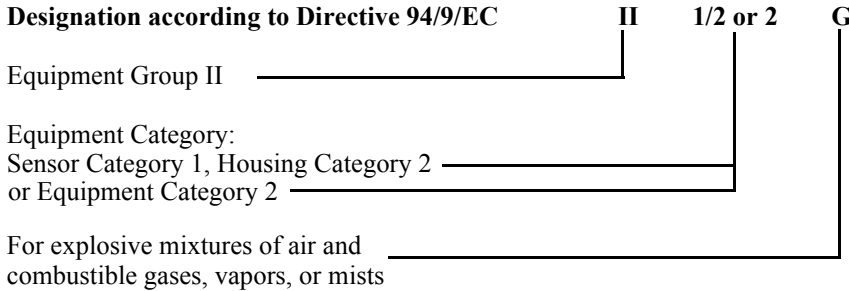 Designation according to Directive 94/9/EC II 1/2 or 2 G
Equipment Group II
Equipment Category:
Sensor Category 1, Housing Category 2
or Equipment Category 2
For explosive mixtures of air and
combustible gases, vapors, or mists